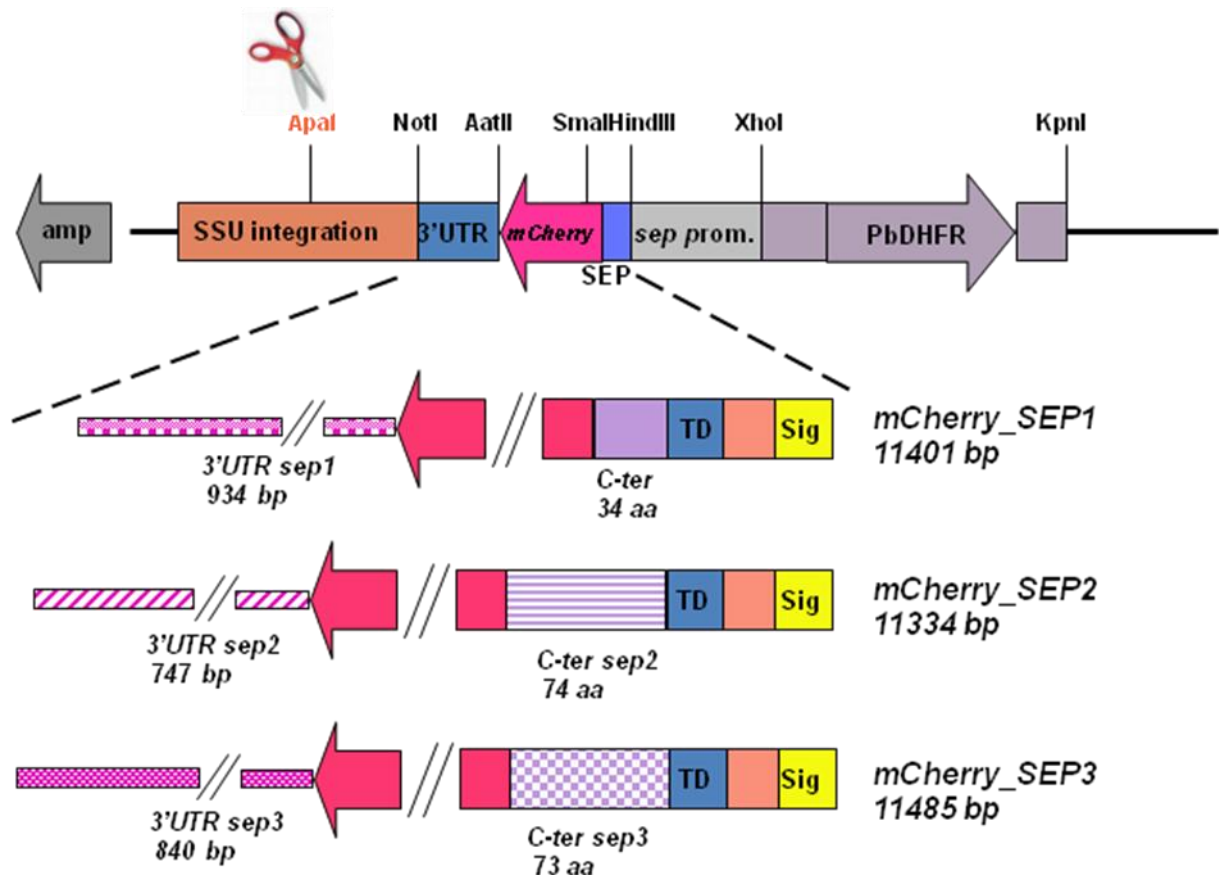 ApaI NotI AatII SmaIHindIII XhoI KpnI
amp SSU integration 3'UTR mCherry sep prom. PbDHFR
SEP
TD Sig
mCherry_SEP1
11401 bp
3'UTR sep1
934 bp
C-ter
34 aa
TD Sig
mCherry_SEP2
11334 bp
3'UTR sep2
747 bp
C-ter sep2
74 aa
TD Sig
mCherry_SEP3
11485 bp
3'UTR sep3
840 bp
C-ter sep3
73 aa